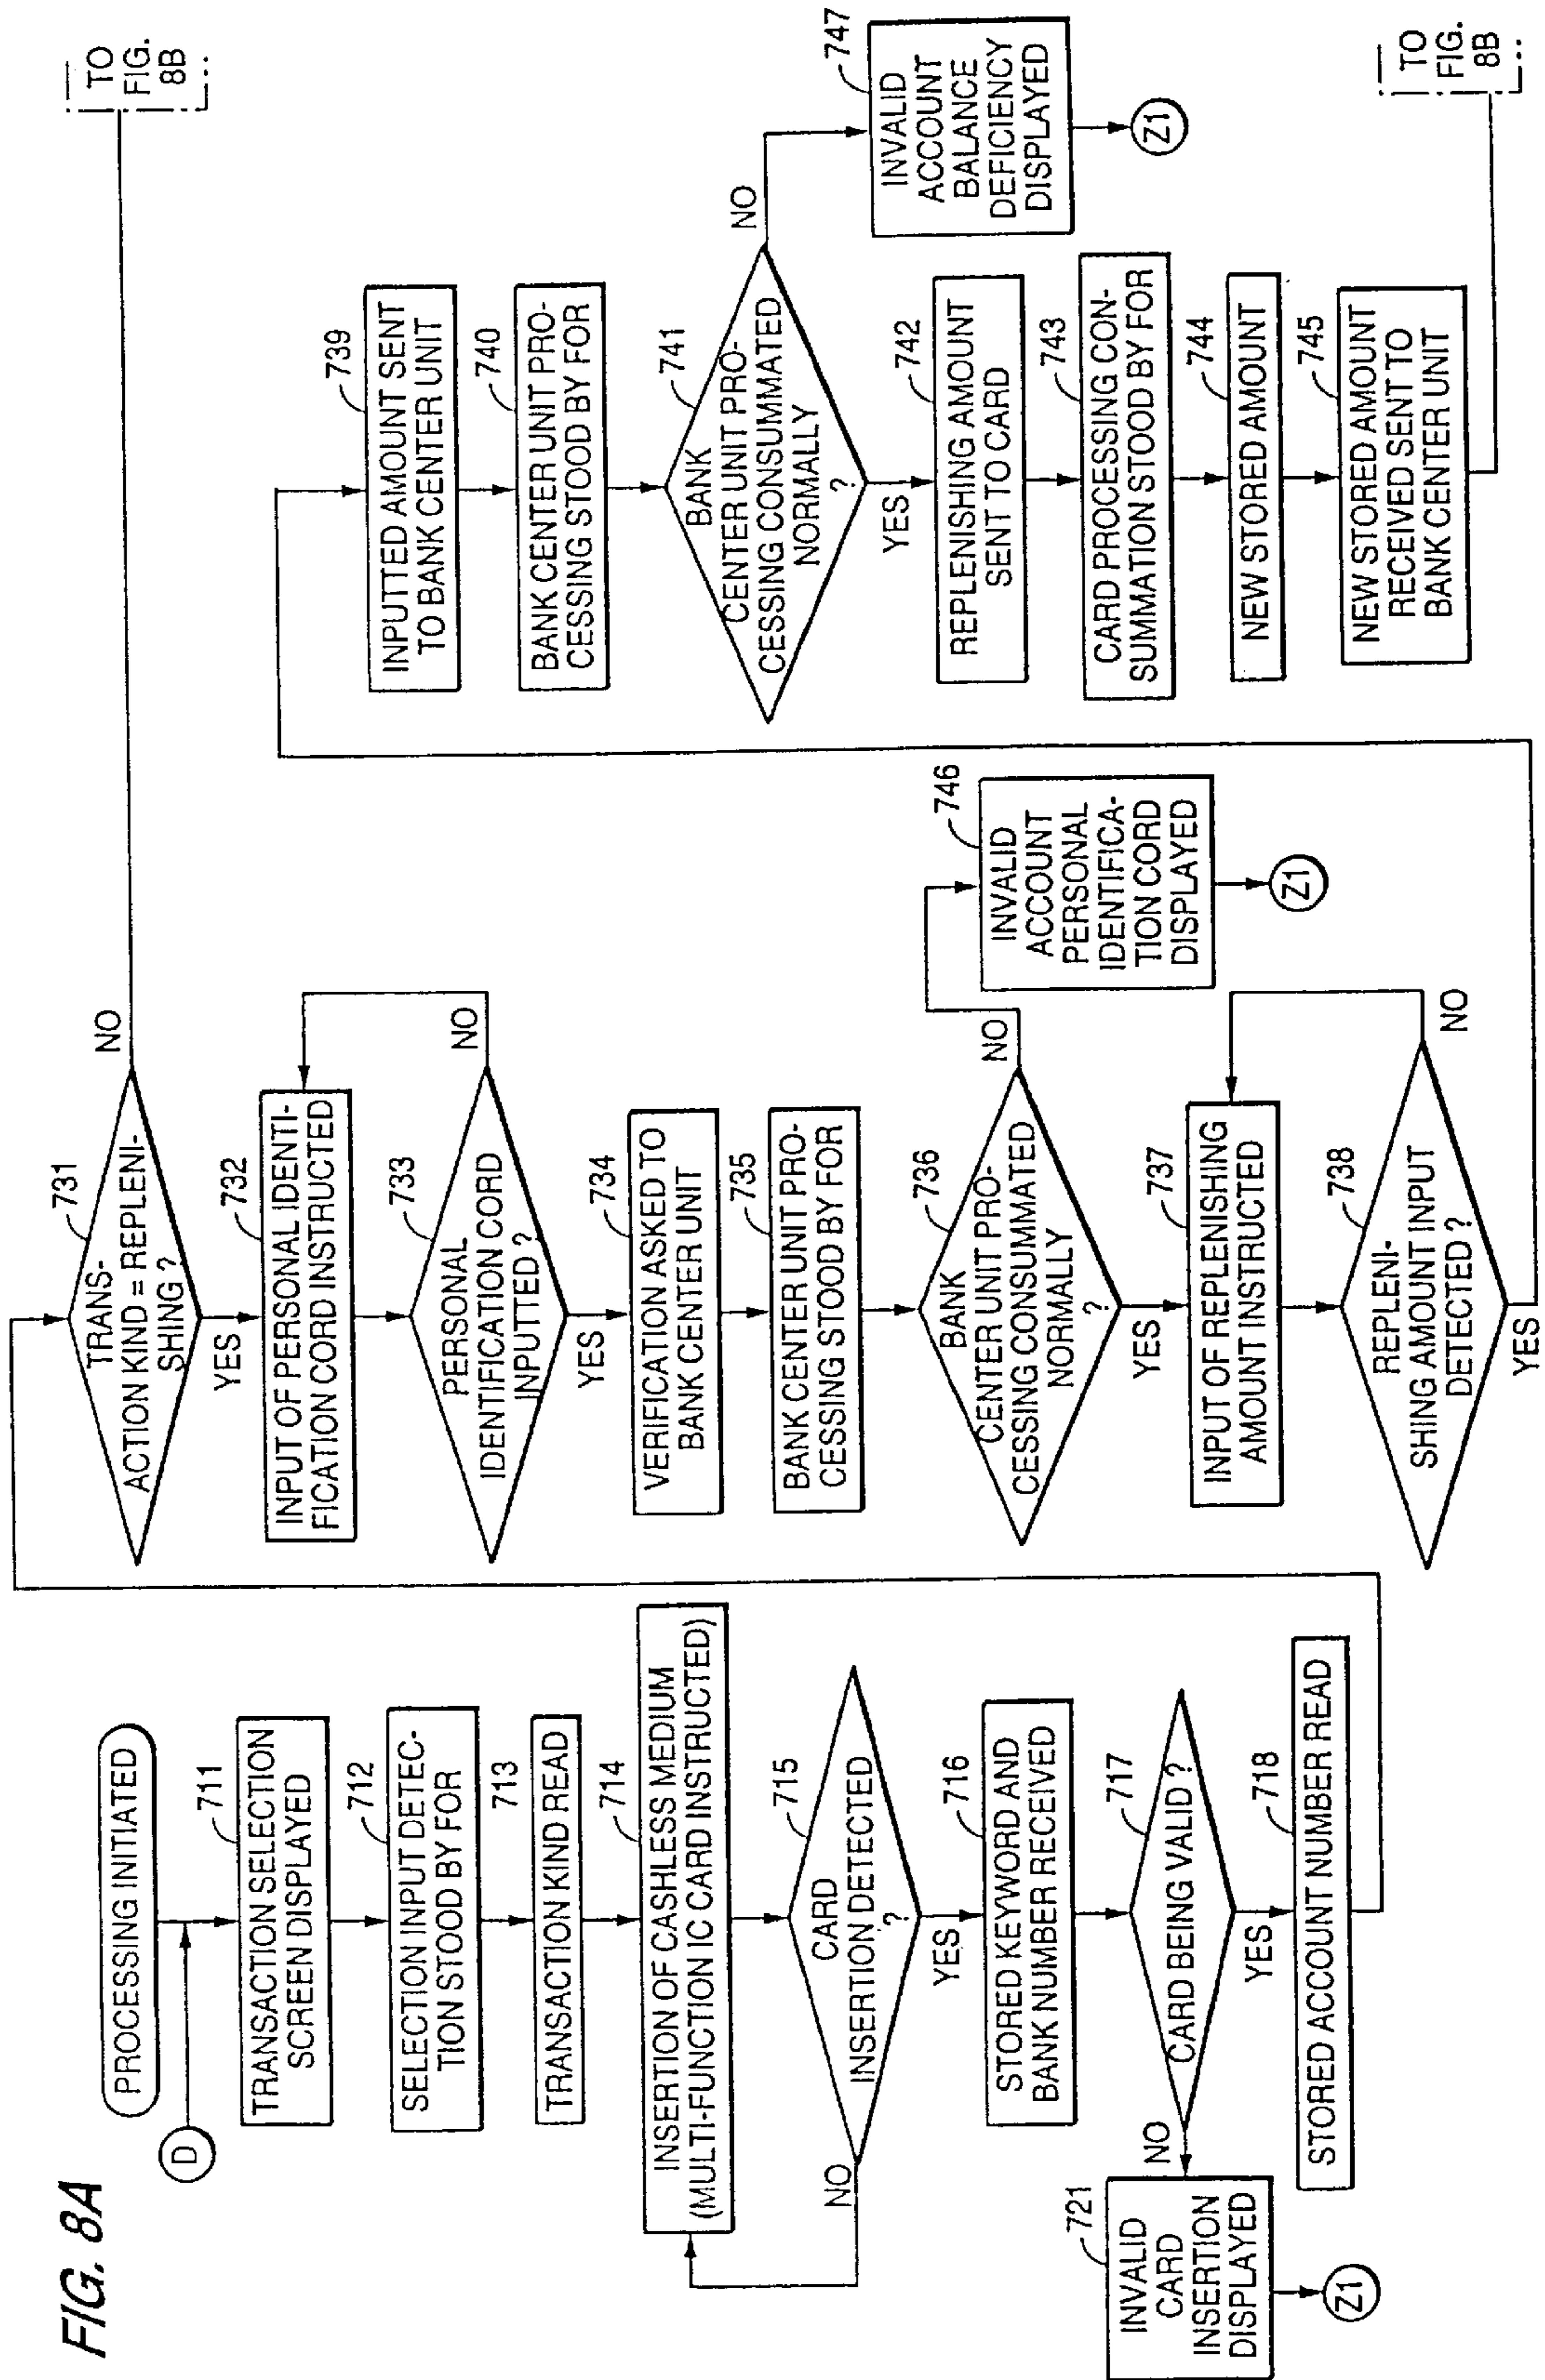 FIG. 8A
PROCESSING INITIATED
D
711
TRANSACTION SELECTION
SCREEN DISPLAYED
712
SELECTION INPUT DETEC-
TION STOOD BY FOR
713
TRANSACTION KIND READ
714
INSERTION OF CASHLESS MEDIUM
(MULTI-FUNCTION IC CARD INSTRUCTED)
715
CARD
INSERTION DETECTED
?
NO
YES
716
STORED KEYWORD AND
BANK NUMBER RECEIVED
717
CARD BEING VALID ?
NO
YES
721
INVALID
CARD
INSERTION
DISPLAYED
Z1
718
STORED ACCOUNT NUMBER READ
731
TRANS-
ACTION KIND = REPLENI-
SHING ?
NO
YES
TO
FIG.
8B
732
INPUT OF PERSONAL IDENTI-
FICATION CORD INSTRUCTED
733
PERSONAL
IDENTIFICATION CORD
INPUTTED ?
NO
YES
734
VERIFICATION ASKED TO
BANK CENTER UNIT
735
BANK CENTER UNIT PRO-
CESSING STOOD BY FOR
736
BANK
CENTER UNIT PRO-
CESSING CONSUMMATED
NORMALLY
?
NO
YES
746
INVALID
ACCOUNT
PERSONAL
IDENTIFICA-
TION CORD
DISPLAYED
Z1
737
INPUT OF REPLENISHING
AMOUNT INSTRUCTED
738
REPLENI-
SHING AMOUNT INPUT
DETECTED ?
NO
YES
739
INPUTTED AMOUNT SENT
TO BANK CENTER UNIT
740
BANK CENTER UNIT PRO-
CESSING STOOD BY FOR
741
BANK
CENTER UNIT PRO-
CESSING CONSUMMATED
NORMALLY
?
NO
YES
747
INVALID
ACCOUNT
BALANCE
DEFICIENCY
DISPLAYED
Z1
742
REPLENISHING AMOUNT
SENT TO CARD
743
CARD PROCESSING CON-
SUMMATION STOOD BY FOR
744
NEW STORED AMOUNT
745
NEW STORED AMOUNT
RECEIVED SENT TO
BANK CENTER UNIT
TO
FIG.
8B